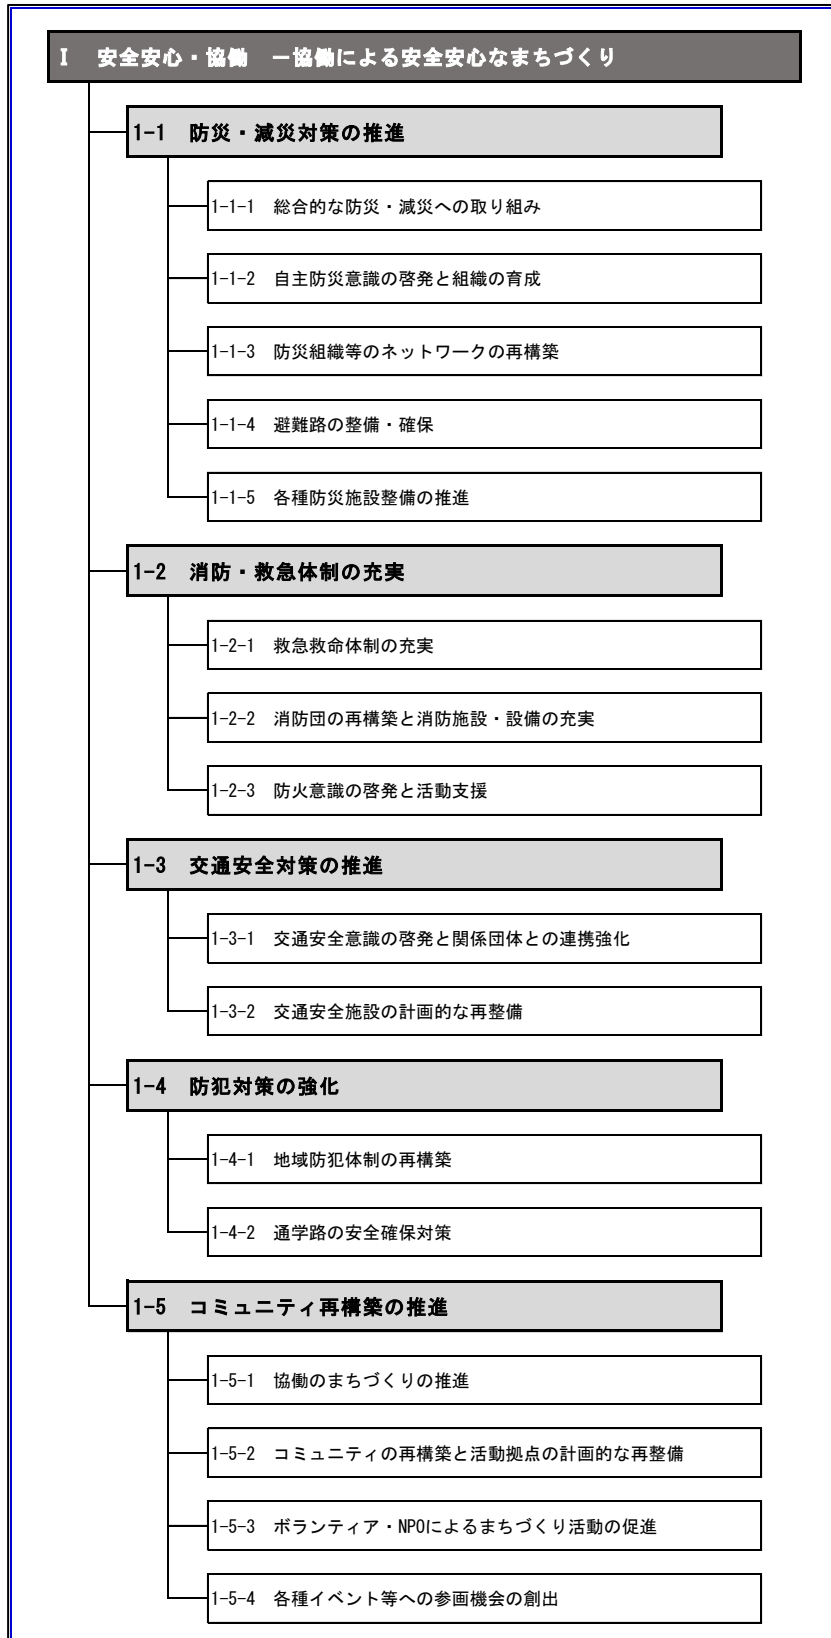 Ⅰ　安全安心・協働　－協働による安全安心なまちづくり
1-1　防災・減災対策の推進
1-1-1　総合的な防災・減災への取り組み
1-1-2　自主防災意識の啓発と組織の育成
1-1-3　防災組織等のネットワークの再構築
1-1-4　避難路の整備・確保
1-1-5　各種防災施設整備の推進
1-2　消防・救急体制の充実
1-2-1　救急救命体制の充実
1-2-2　消防団の再構築と消防施設・設備の充実
1-2-3　防火意識の啓発と活動支援
1-3　交通安全対策の推進
1-3-1　交通安全意識の啓発と関係団体との連携強化
1-3-2　交通安全施設の計画的な再整備
1-4　防犯対策の強化
1-4-1　地域防犯体制の再構築
1-4-2　通学路の安全確保対策
1-5　コミュニティ再構築の推進
1-5-1　協働のまちづくりの推進
1-5-2　コミュニティの再構築と活動拠点の計画的な再整備
1-5-3　ボランティア・NPOによるまちづくり活動の促進
1-5-4　各種イベント等への参画機会の創出